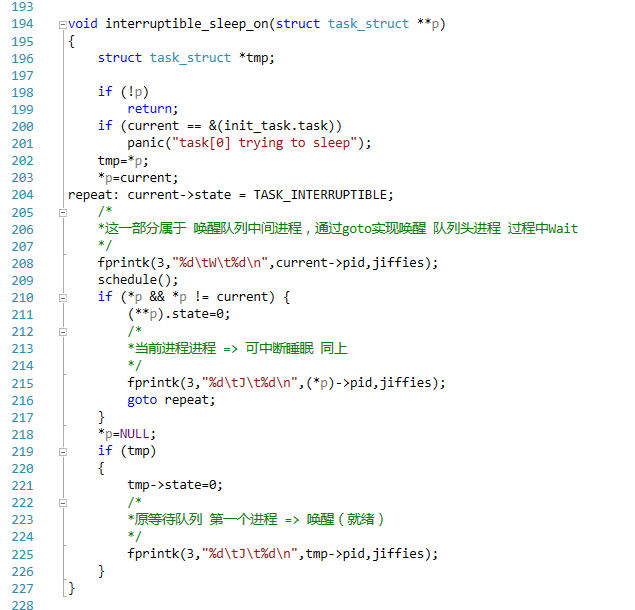 193
194 void interruptible_sleep_on(struct task_struct **p)
195 {
196     struct task_struct *tmp;
197
198     if (!p)
199         return;
200     if (current == &(init_task.task))
201         panic("task[0] trying to sleep");
202     tmp=*p;
203     *p=current;
204 repeat: current->state = TASK_INTERRUPTIBLE;
205     /*
206     *这一部分属于 唤醒队列中间进程，通过goto实现唤醒 队列头进程 过程中Wait
207     */
208     fprintk(3,"%d\tW\t%d\n",current->pid,jiffies);
209     schedule();
210     if (*p && *p != current) {
211         (**p).state=0;
212         /*
213         *当前进程进程 => 可中断睡眠 同上
214         */
215         fprintk(3,"%d\tJ\t%d\n",(*p)->pid,jiffies);
216         goto repeat;
217     }
218     *p=NULL;
219     if (tmp)
220     {
221         tmp->state=0;
222         /*
223         *原等待队列 第一个进程 => 唤醒（就绪）
224         */
225         fprintk(3,"%d\tJ\t%d\n",tmp->pid,jiffies);
226     }
227 }
228